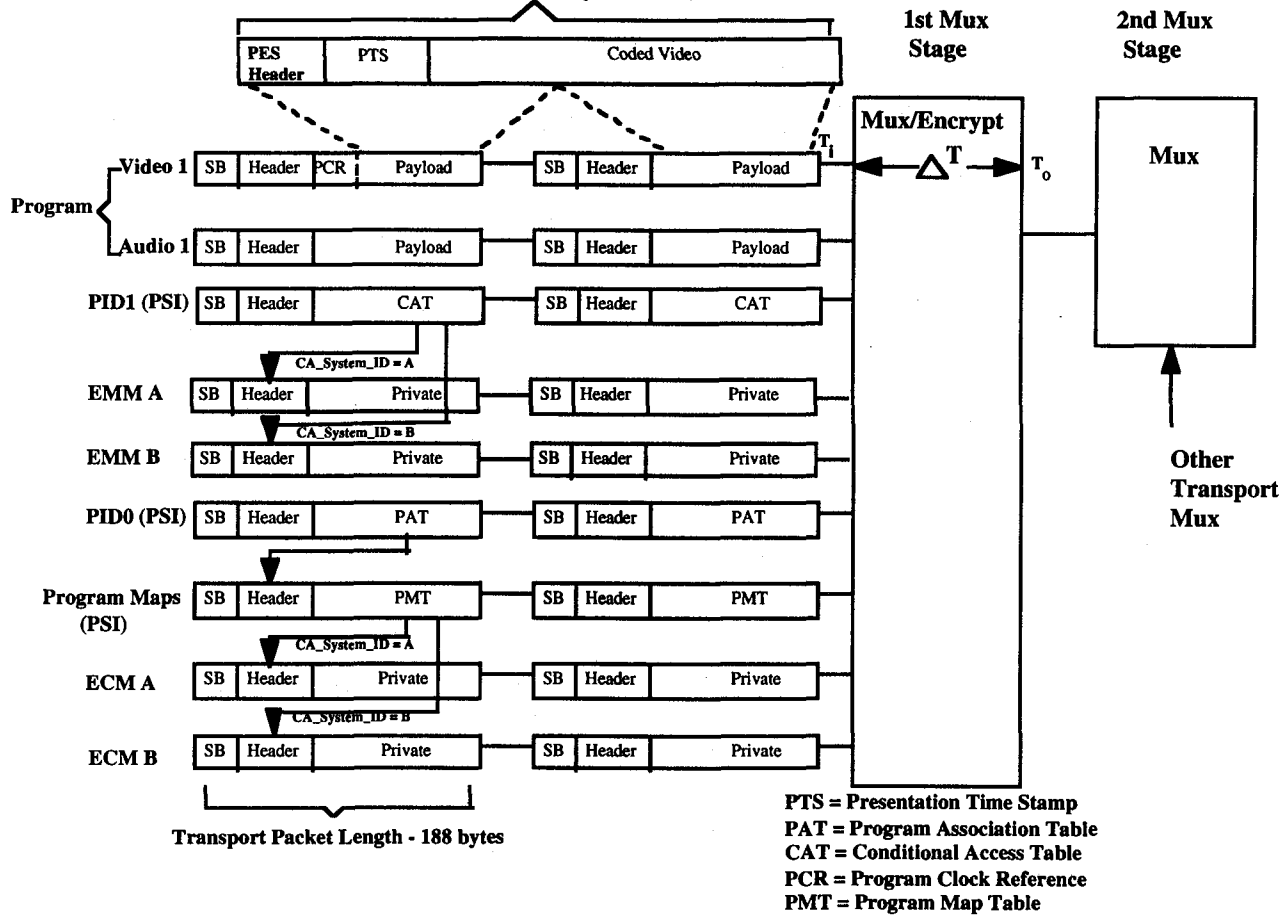 1st Mux
Stage
2nd Mux
Stage
PES
Header
PTS
Coded Video
Mux/Encrypt
Δ T
Ti
To
Mux
Program
Video 1
SB Header PCR Payload
SB Header Payload
Audio 1
SB Header Payload
SB Header Payload
PID1 (PSI)
SB Header CAT
SB Header CAT
CA_System_ID = A
EMM A
SB Header Private
SB Header Private
CA_System_ID = B
EMM B
SB Header Private
SB Header Private
Other
Transport
Mux
PID0 (PSI)
SB Header PAT
SB Header PAT
Program Maps
(PSI)
SB Header PMT
SB Header PMT
CA_System_ID = A
ECM A
SB Header Private
SB Header Private
CA_System_ID = B
ECM B
SB Header Private
SB Header Private
Transport Packet Length - 188 bytes
PTS = Presentation Time Stamp
PAT = Program Association Table
CAT = Conditional Access Table
PCR = Program Clock Reference
PMT = Program Map Table